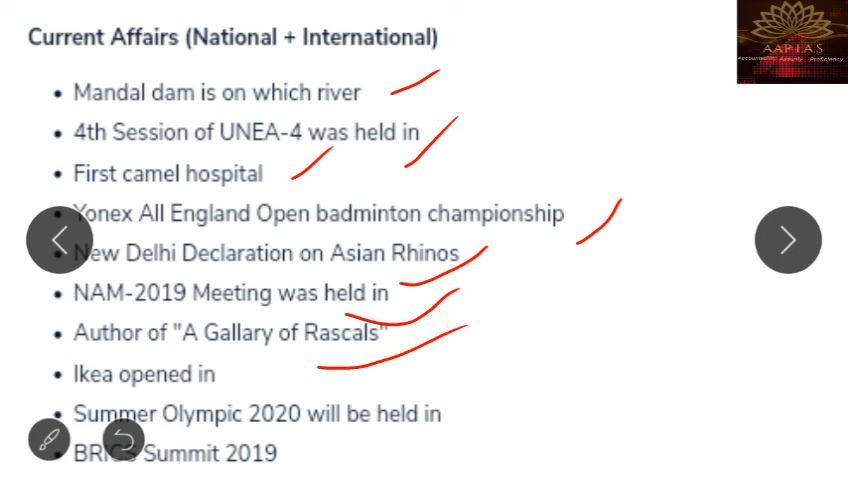 Current Affairs (National + International)
AAPIAS
Accountability Alacrity Proficiency
• Mandal dam is on which river
• 4th Session of UNEA-4 was held in
• First camel hospital
• Yonex All England Open badminton championship
• New Delhi Declaration on Asian Rhinos
• NAM-2019 Meeting was held in
• Author of "A Gallary of Rascals"
• Ikea opened in
• Summer Olympic 2020 will be held in
• BRICS Summit 2019